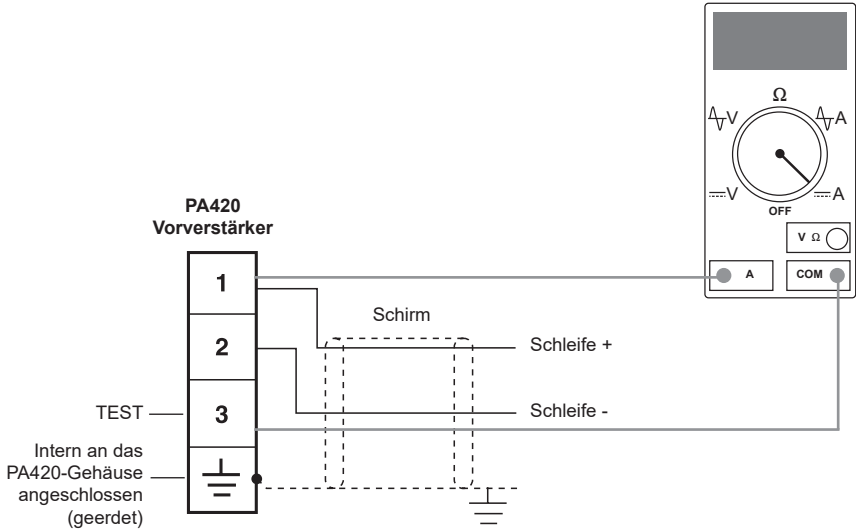 Ω
V
A
V
A
OFF
V Ω
A
COM
PA420
Vorverstärker
1
Schirm
2
Schleife +
TEST
3
Schleife -
Intern an das
PA420-Gehäuse
angeschlossen
(geerdet)